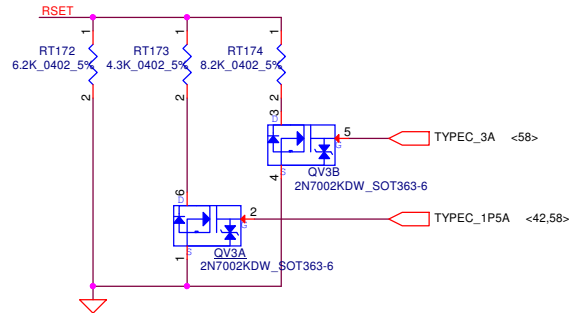 RSET
1
1
1
RT172
RT173
RT174
6.2K_0402_5%
4.3K_0402_5%
8.2K_0402_5%
2
2
2
3
D
5
TYPEC_3A <58>
G
S
4
QV3B
2N7002KDW_SOT363-6
6
D
2
TYPEC_1P5A <42,58>
G
S
1
QV3A
2N7002KDW_SOT363-6